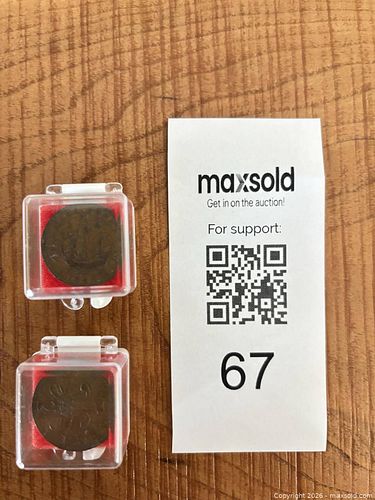 maxsold
Get in on the auction!
For support:
67
Copyright 2026 - maxsold.com